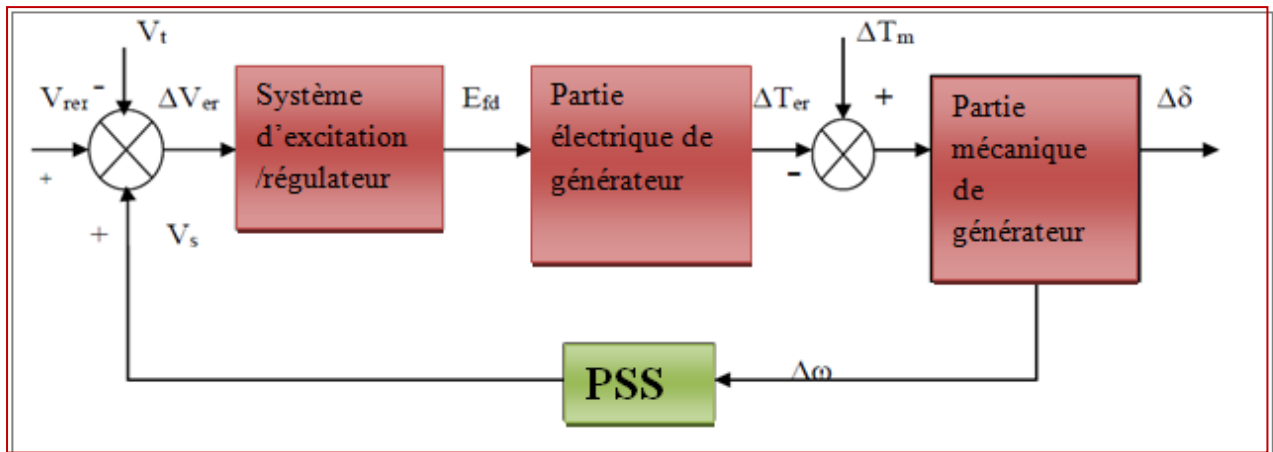 Vt
ΔTm
Vrer
-
ΔVer
Système
d’excitation
/régulateur
Efd
Partie
électrique de
générateur
ΔTer
+
-
Partie
mécanique
de
générateur
Δδ
+
+
Vs
PSS
Δω